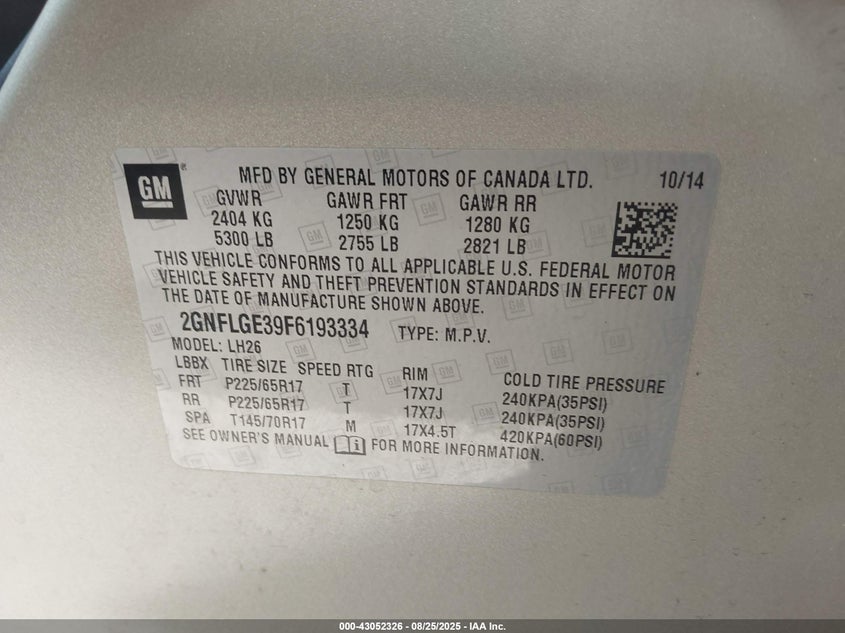 GM
MFD BY GENERAL MOTORS OF CANADA LTD. 10/14
GVWR GAWR FRT GAWR RR
2404 KG 1250 KG 1280 KG
5300 LB 2755 LB 2821 LB
THIS VEHICLE CONFORMS TO ALL APPLICABLE U.S. FEDERAL MOTOR
VEHICLE SAFETY AND THEFT PREVENTION STANDARDS IN EFFECT ON
THE DATE OF MANUFACTURE SHOWN ABOVE.
2GNFLGE39F6193334 TYPE: M.P.V.
MODEL: LH26
LBBX TIRE SIZE SPEED RTG RIM COLD TIRE PRESSURE
FRT P225/65R17 T 17X7J 240KPA(35PSI)
RR P225/65R17 T 17X7J 240KPA(35PSI)
SPA T145/70R17 M 17X4.5T 420KPA(60PSI)
SEE OWNER'S MANUAL FOR MORE INFORMATION.
000-43052326 - 08/25/2025 - IAA Inc.